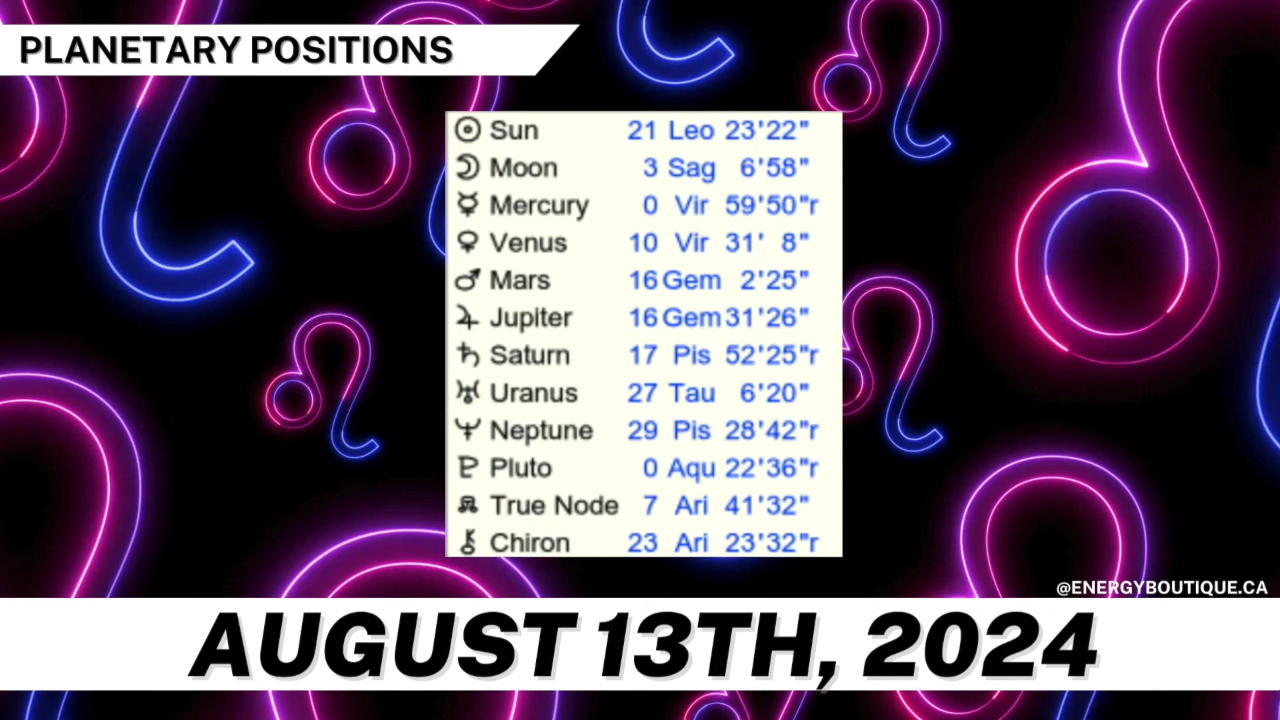 PLANETARY POSITIONS
☉ Sun 21 Leo 23'22"
☽ Moon 3 Sag 6'58"
☿ Mercury 0 Vir 59'50"r
♀ Venus 10 Vir 31' 8"
♂ Mars 16 Gem 2'25"
♃ Jupiter 16 Gem 31'26"
♄ Saturn 17 Pis 52'25"r
♅ Uranus 27 Tau 6'20"
♆ Neptune 29 Pis 28'42"r
♇ Pluto 0 Aqu 22'36"r
☊ True Node 7 Ari 41'32"
⚷ Chiron 23 Ari 23'32"r
@ENERGYBOUTIQUE.CA
AUGUST 13TH, 2024